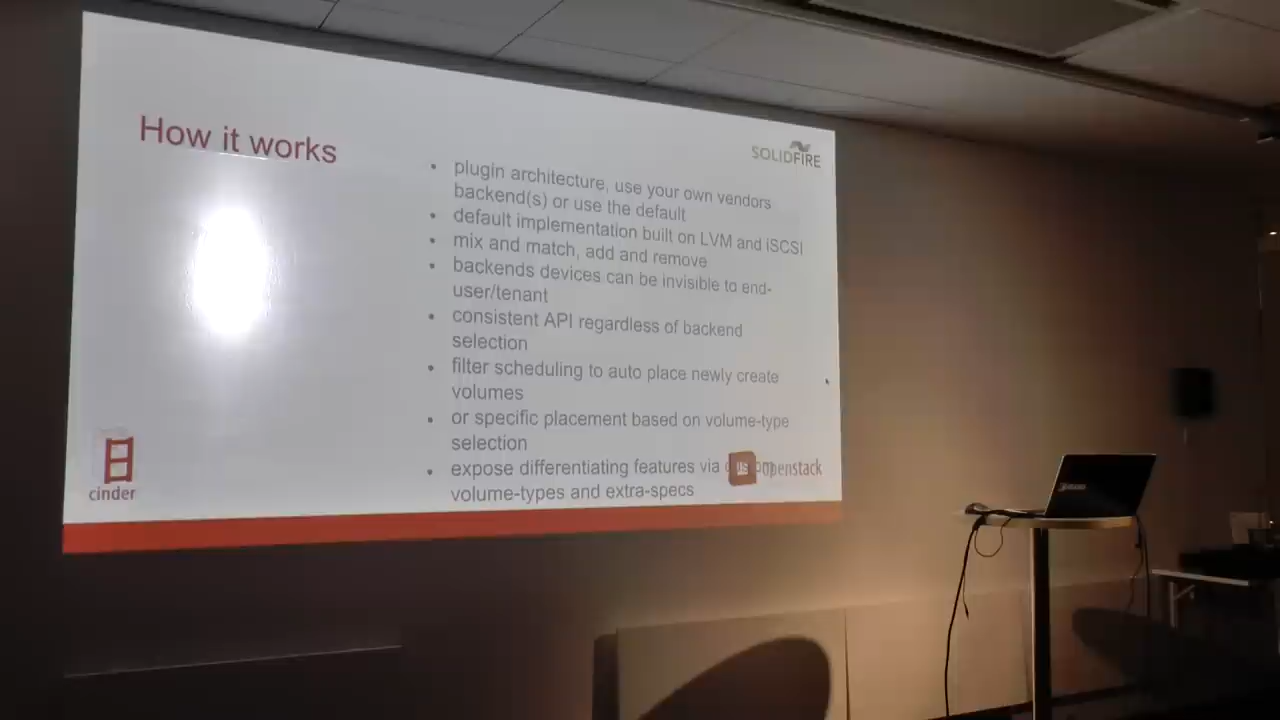 How it works
SOLIDFIRE
plugin architecture, use your own vendors
backend(s) or use the default
default implementation built on LVM and iSCSI
mix and match, add and remove
backends devices can be invisible to end-
user/tenant
consistent API regardless of backend
selection
filter scheduling to auto place newly create
volumes
or specific placement based on volume-type
selection
expose differentiating features via
volume-types and extra-specs
cinder
openstack